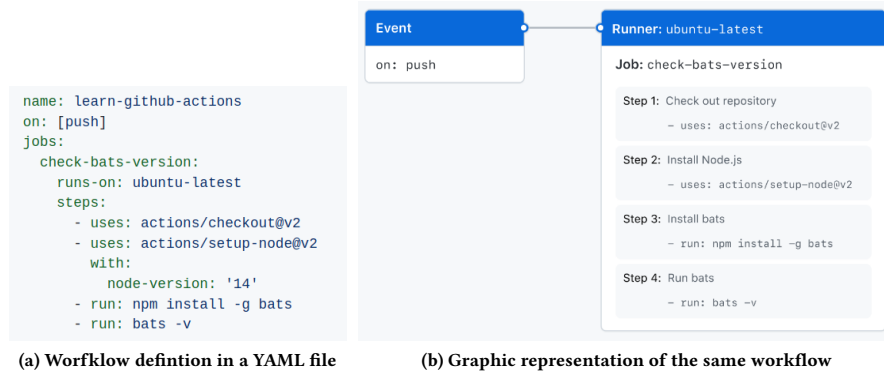 name: learn-github-actions
on: [push]
jobs:
check-bats-version:
runs-on: ubuntu-latest
steps:
- uses: actions/checkout@v2
- uses: actions/setup-node@v2
with:
node-version: '14'
- run: npm install -g bats
- run: bats -v
(a) Worfklow defintion in a YAML file
Event
on: push
Runner: ubuntu-latest
Job: check-bats-version
Step 1: Check out repository
- uses: actions/checkout@v2
Step 2: Install Node.js
- uses: actions/setup-node@v2
Step 3: Install bats
- run: npm install -g bats
Step 4: Run bats
- run: bats -v
(b) Graphic representation of the same workflow